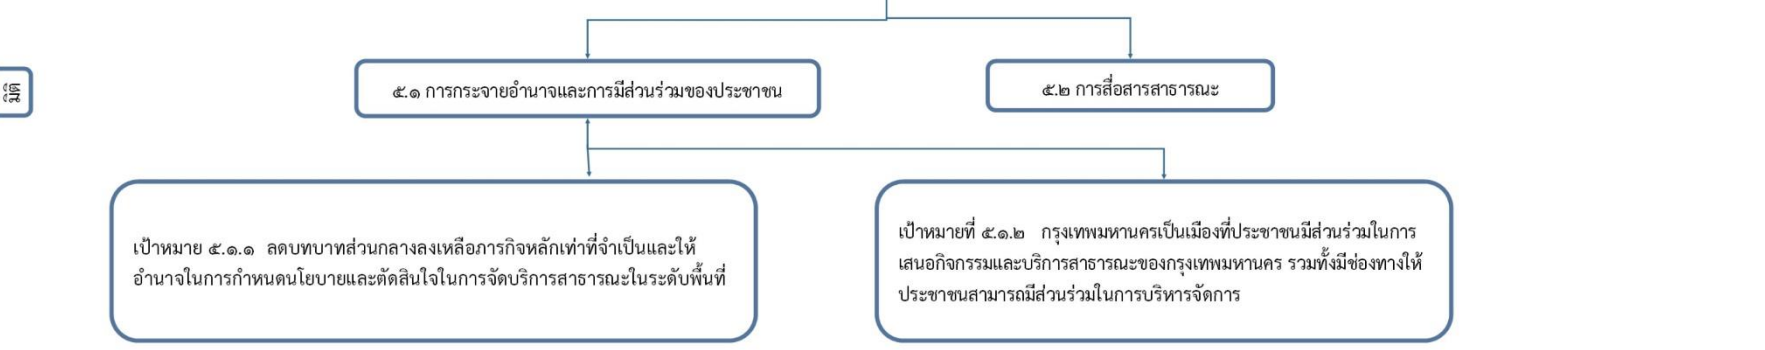 มิติ
๕.๑ การกระจายอำนาจและการมีส่วนร่วมของประชาชน
๕.๒ การสื่อสารสาธารณะ
เป้าหมาย ๕.๑.๑ ลดบทบาทส่วนกลางลงเหลือภารกิจหลักเท่าที่จำเป็นและให้
อำนาจในการกำหนดนโยบายและตัดสินใจในการจัดบริการสาธารณะในระดับพื้นที่
เป้าหมายที่ ๕.๑.๒ กรุงเทพมหานครเป็นเมืองที่ประชาชนมีส่วนร่วมในการ
เสนอกิจกรรมและบริการสาธารณะของกรุงเทพมหานคร รวมทั้งมีช่องทางให้
ประชาชนสามารถมีส่วนร่วมในการบริหารจัดการ